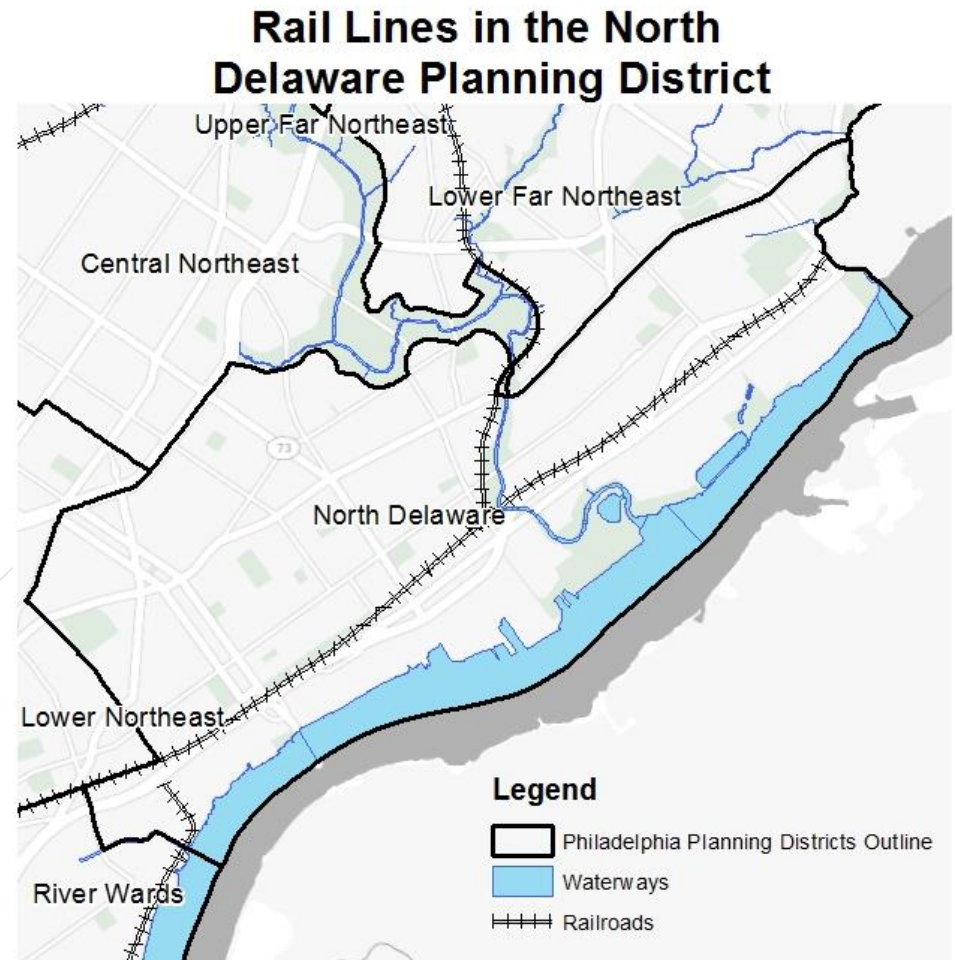 Rail Lines in the North
Delaware Planning District
Upper Far Northeast
Lower Far Northeast
Central Northeast
73
North Delaware
Lower Northeast
River Wards
Legend
Philadelphia Planning Districts Outline
Waterways
Railroads